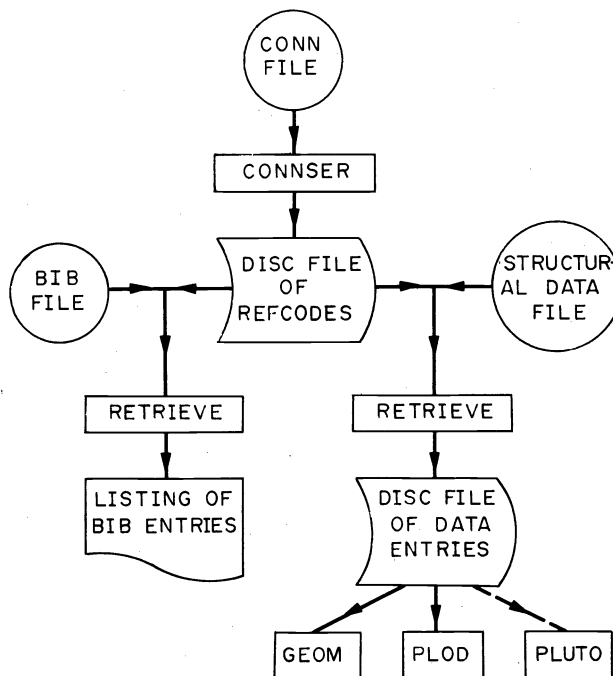 CONN
FILE
CONNSER
BIB
FILE
DISC FILE
OF
REFCODES
STRUCTUR-
AL DATA
FILE
RETRIEVE
RETRIEVE
LISTING OF
BIB ENTRIES
DISC FILE
OF DATA
ENTRIES
GEOM
PLOD
PLUTO